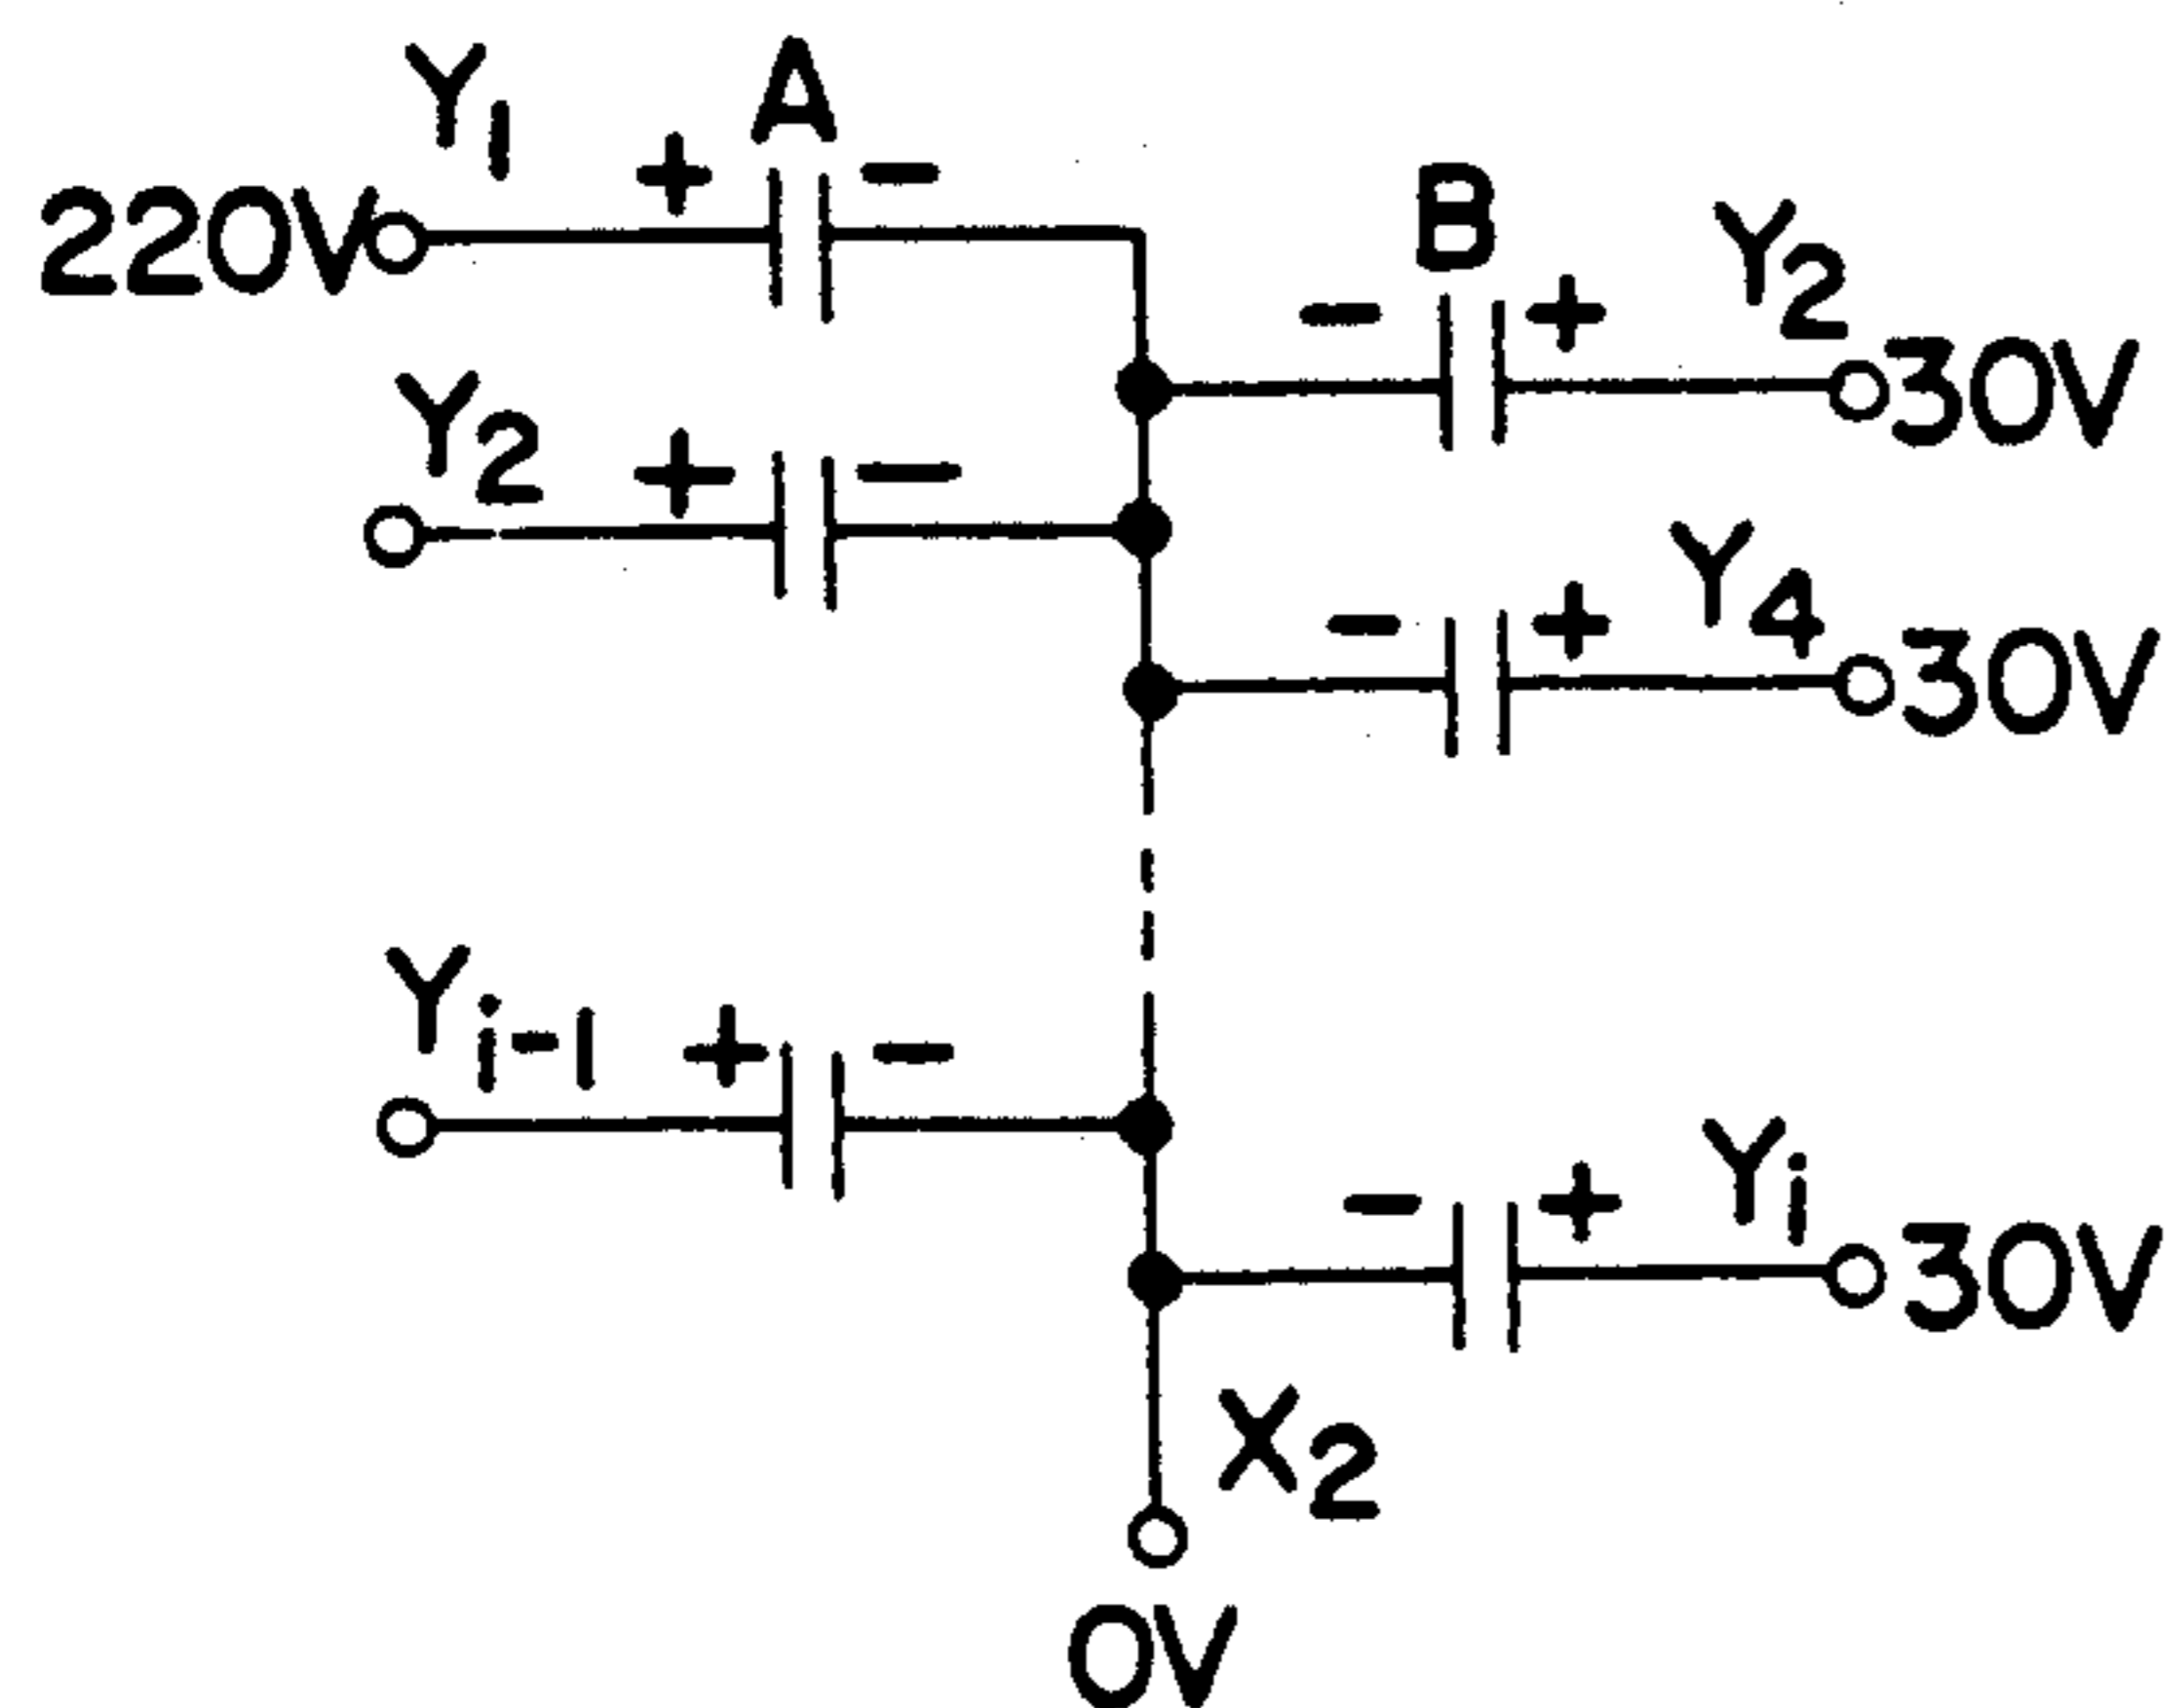 Y1 A
220V + −
B Y2
− + 30V
Y2 + −
− + Y4 30V
Yi-1 + −
− + Yi 30V
X2
0V